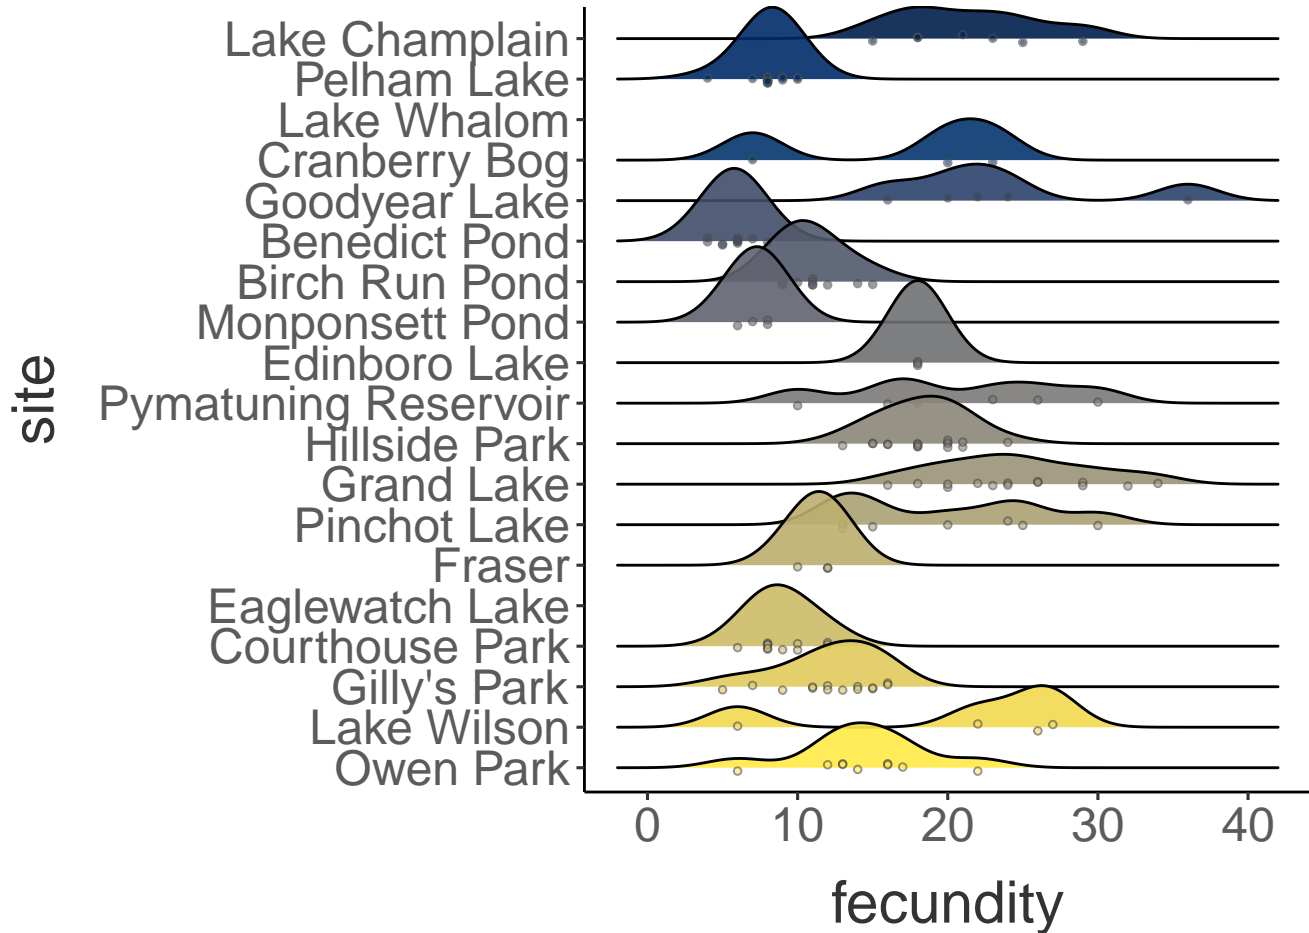 Lake Champlain
Pelham Lake
Lake Whalom
Cranberry Bog
Goodyear Lake
Benedict Pond
Birch Run Pond
Monponsett Pond
Edinboro Lake
Pymatuning Reservoir
Hillside Park
Grand Lake
Pinchot Lake
Fraser
Eaglewatch Lake
Courthouse Park
Gilly's Park
Lake Wilson
Owen Park
site
0 10 20 30 40
fecundity